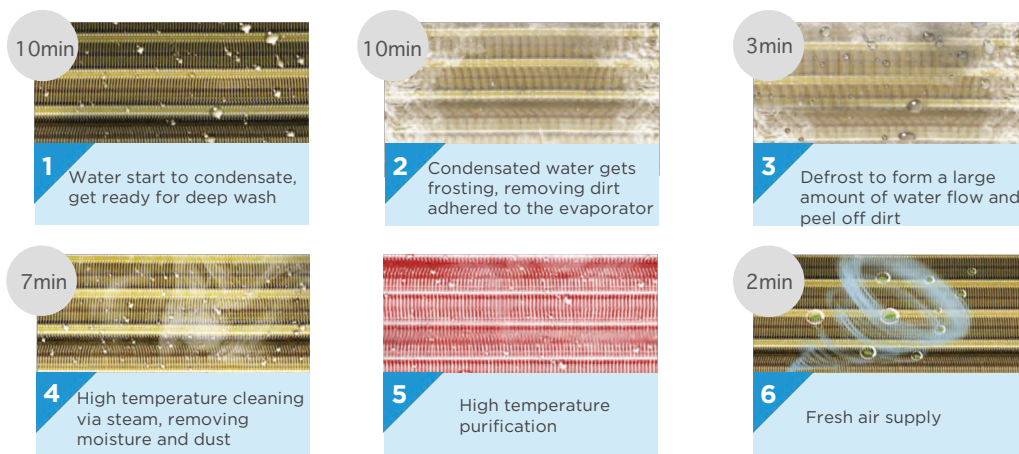 10min
1
Water start to condensate,
get ready for deep wash
10min
2
Condensated water gets
frosting, removing dirt
adhered to the evaporator
3min
3
Defrost to form a large
amount of water flow and
peel off dirt
7min
4
High temperature cleaning
via steam, removing
moisture and dust
5
High temperature
purification
2min
6
Fresh air supply